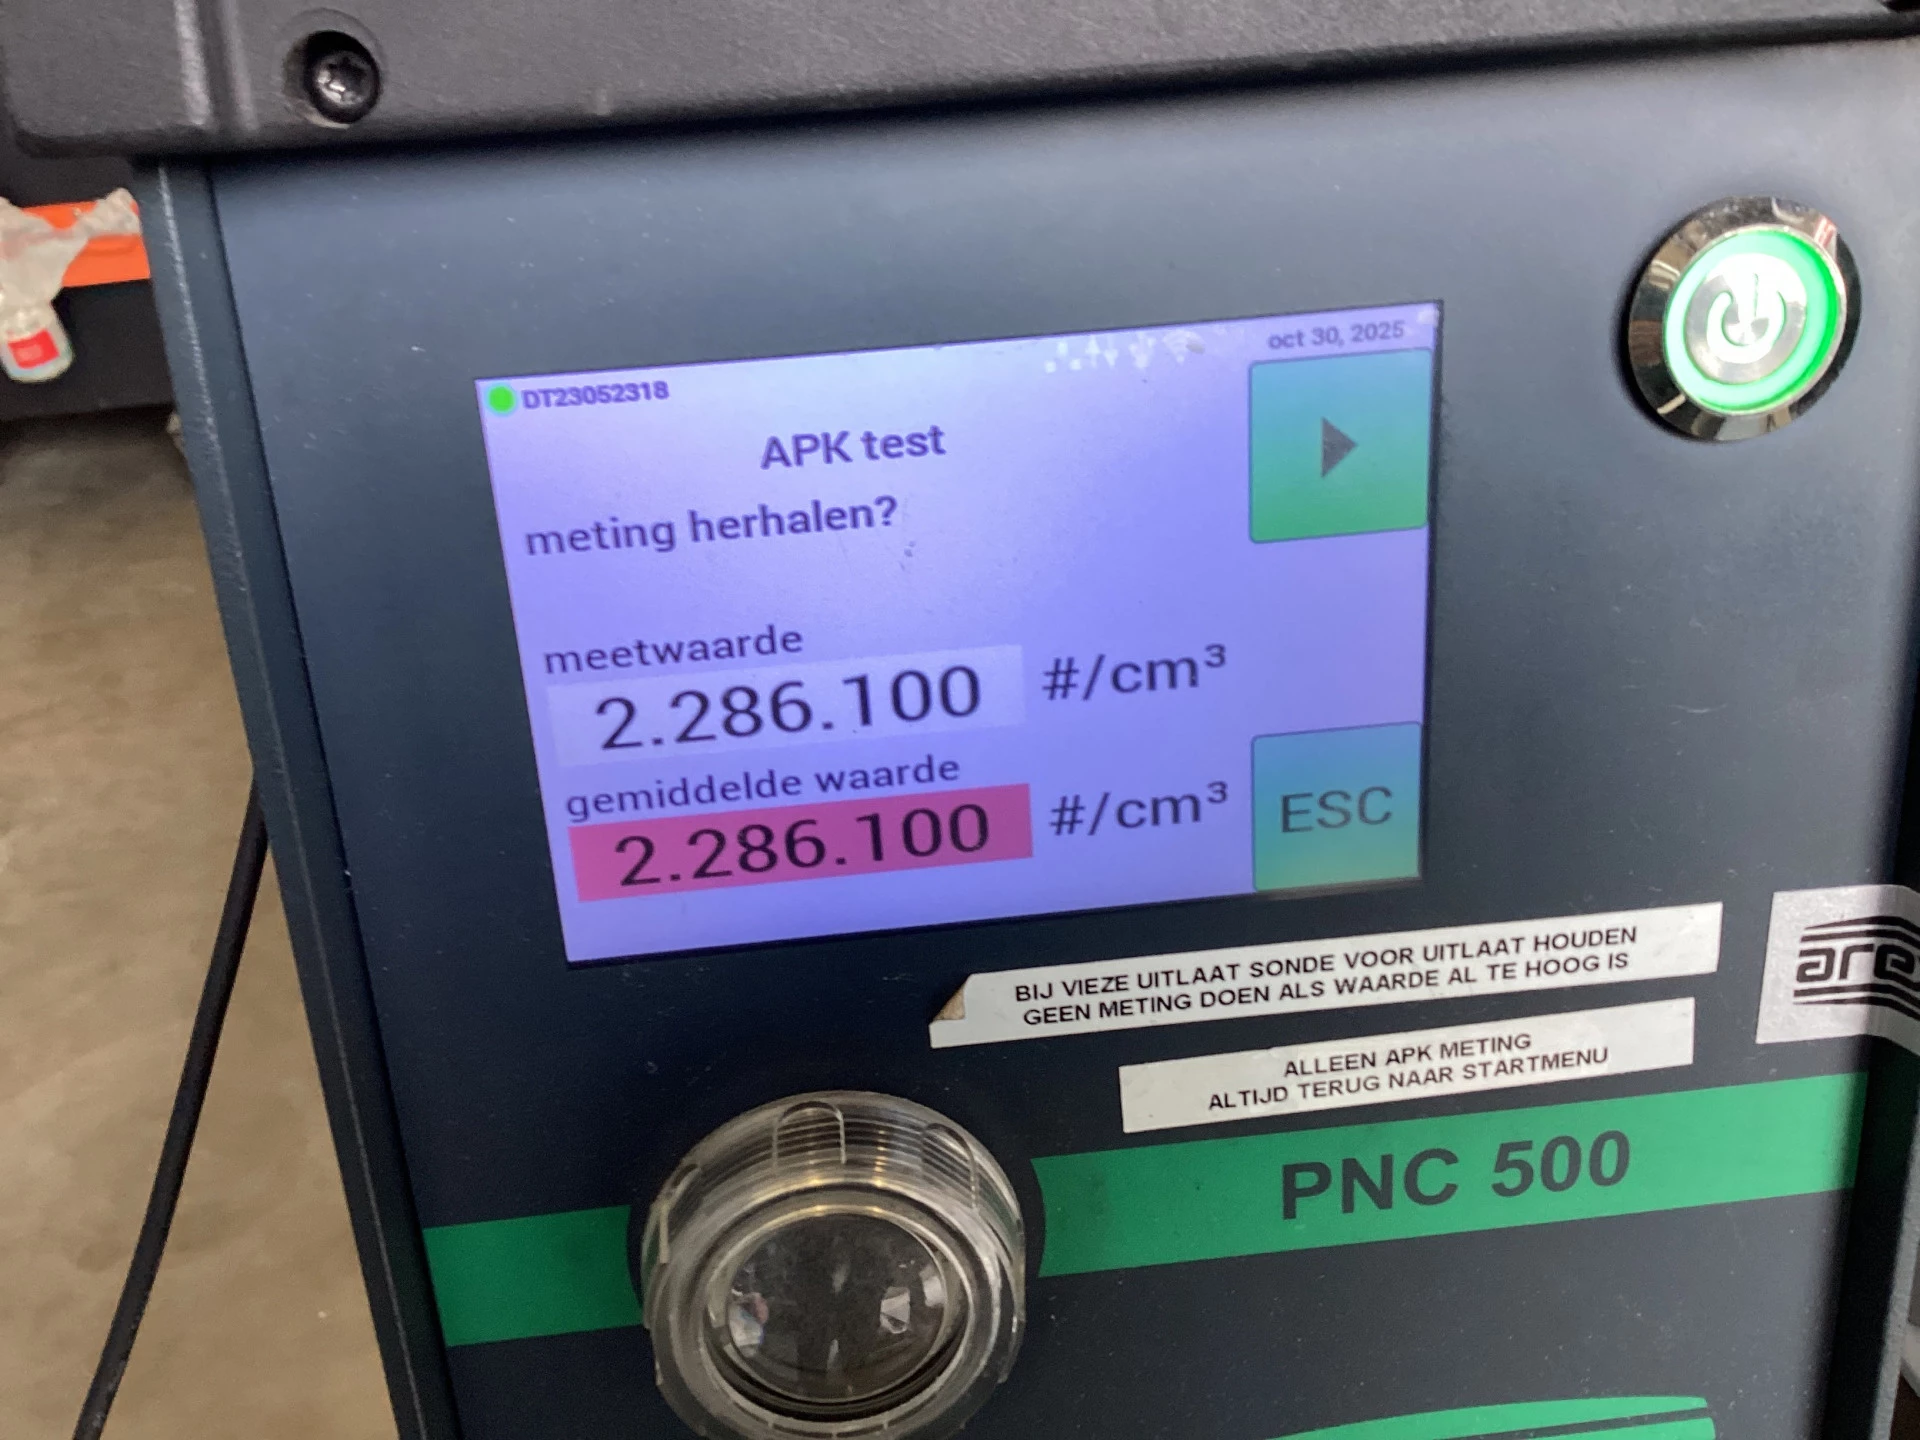 oct 30, 2025
DT23052318
APK test
meting herhalen?
meetwaarde
2.286.100 #/cm³
gemiddelde waarde
2.286.100 #/cm³
ESC
BIJ VIEZE UITLAAT SONDE VOOR UITLAAT HOUDEN
GEEN METING DOEN ALS WAARDE AL TE HOOG IS
ALLEEN APK METING
ALTIJD TERUG NAAR STARTMENU
PNC 500